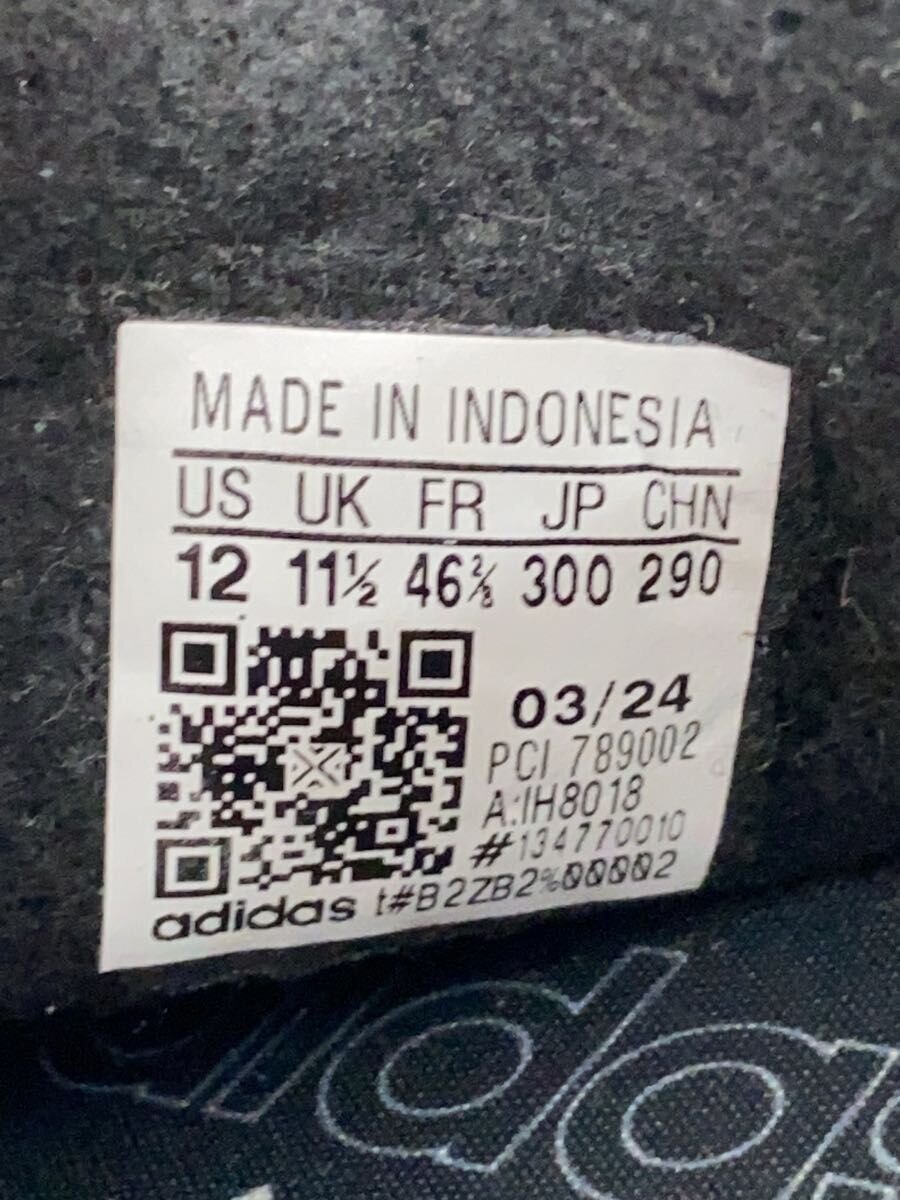 MADE IN INDONESIA
US UK FR JP CHN
12 11½ 46⅔ 300 290
03/24
PCI 789002
A:IH8018
#134770010
adidas t#B2ZB2%00002